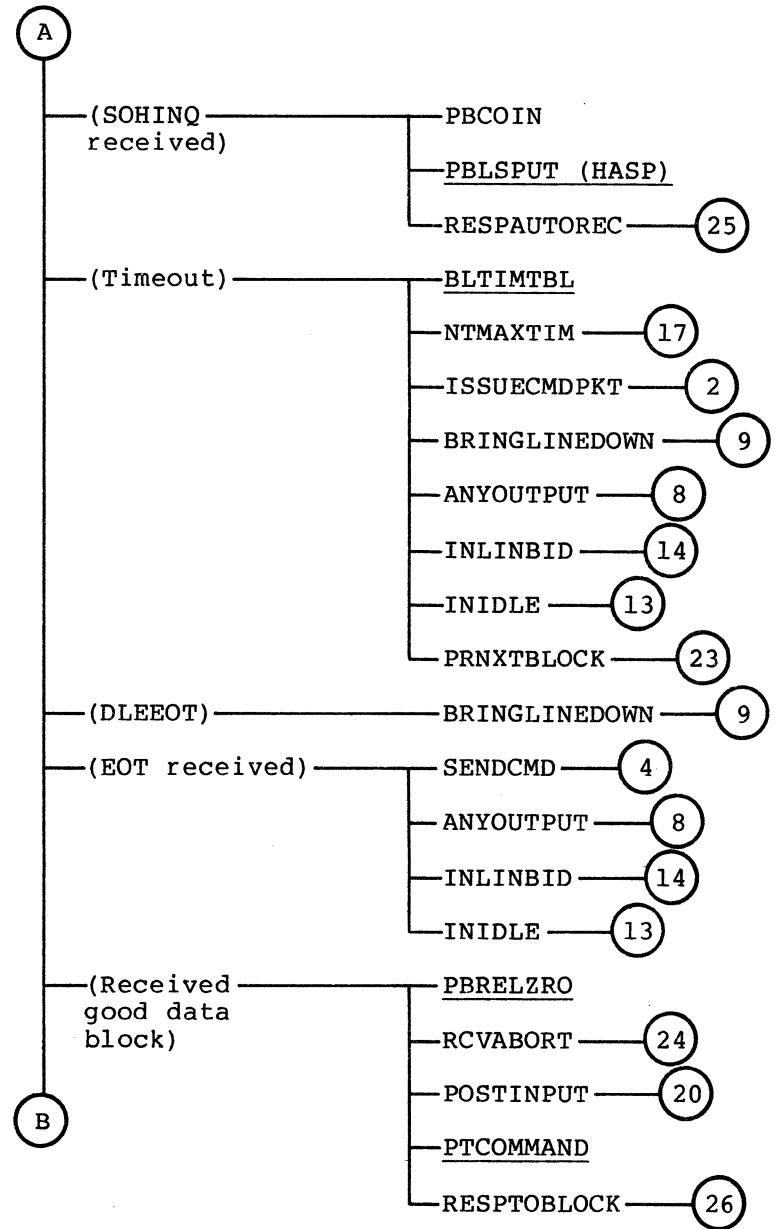 A
(SOHINQ received)
PBCOIN
PBLSPUT (HASP)
RESPAUTOREC 25
(Timeout)
BLTIMTBL
NTMAXTIM 17
ISSUECMDPKT 2
BRINGLINEDOWN 9
ANYOUTPUT 8
INLINBID 14
INIDLE 13
PRNXTBLOCK 23
(DLEEOT)
BRINGLINEDOWN 9
(EOT received)
SENDCMD 4
ANYOUTPUT 8
INLINBID 14
INIDLE 13
(Received good data block)
PBRELZRO
RCVABORT 24
POSTINPUT 20
PTCOMMAND
RESPTOBLOCK 26
B